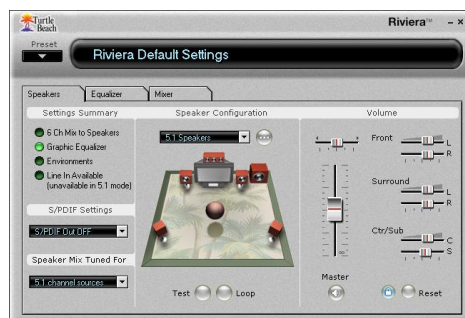 Turtle
Beach
Riviera™
Preset
Riviera Default Settings
Speakers
Equalizer
Mixer
Settings Summary
6 Ch Mix to Speakers
Graphic Equalizer
Environments
Line In Available
(unavailable in 5.1 mode)
S/PDIF Settings
S/PDIF Out OFF
Speaker Mix Tuned For
5.1 channel sources
Speaker Configuration
5.1 Speakers
Test
Loop
Volume
Front
L
R
Surround
L
R
Ctr/Sub
C
S
Master
Reset